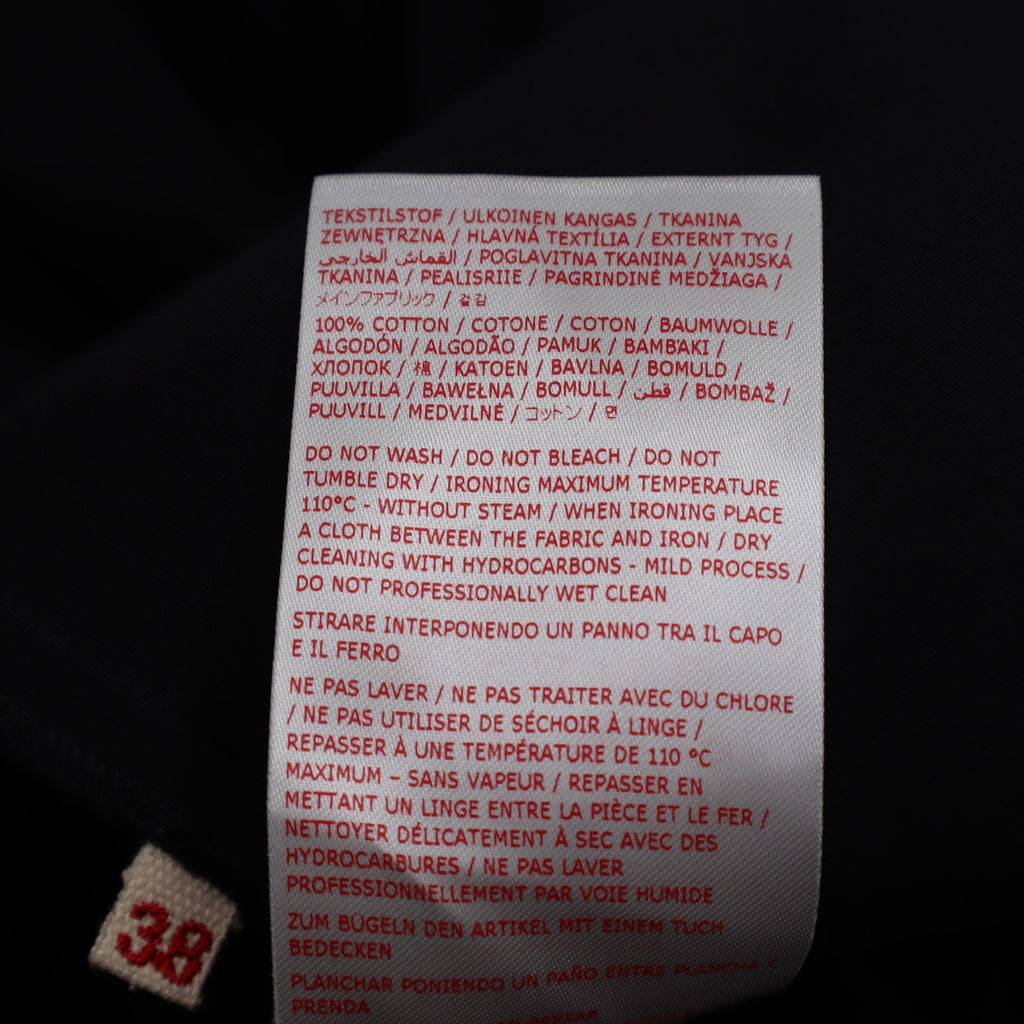 TEKSTILSTOF / ULKOINEN KANGAS / TKANINA
ZEWNĘTRZNA / HLAVNÁ TEXTÍLIA / EXTERNT TYG /
القماش الخارجي / POGLAVITNA TKANINA / VANJSKA
TKANINA / PEALISRIIE / PAGRINDINĖ MEDŽIAGA /
メインファブリック / 겉감
100% COTTON / COTONE / COTON / BAUMWOLLE /
ALGODÓN / ALGODÃO / PAMUK / BAMBAKI /
ХЛОПОК / 棉 / KATOEN / BAVLNA / BOMULD /
PUUVILLA / BAWEŁNA / BOMULL / قطن / BOMBAŽ /
PUUVILL / MEDVILNĖ / コットン / 면
DO NOT WASH / DO NOT BLEACH / DO NOT
TUMBLE DRY / IRONING MAXIMUM TEMPERATURE
110°C - WITHOUT STEAM / WHEN IRONING PLACE
A CLOTH BETWEEN THE FABRIC AND IRON / DRY
CLEANING WITH HYDROCARBONS - MILD PROCESS /
DO NOT PROFESSIONALLY WET CLEAN
STIRARE INTERPONENDO UN PANNO TRA IL CAPO
E IL FERRO
NE PAS LAVER / NE PAS TRAITER AVEC DU CHLORE
/ NE PAS UTILISER DE SÉCHOIR À LINGE /
REPASSER À UNE TEMPÉRATURE DE 110 °C
MAXIMUM – SANS VAPEUR / REPASSER EN
METTANT UN LINGE ENTRE LA PIÈCE ET LE FER /
NETTOYER DÉLICATEMENT À SEC AVEC DES
HYDROCARBURES / NE PAS LAVER
PROFESSIONNELLEMENT PAR VOIE HUMIDE
ZUM BÜGELN DEN ARTIKEL MIT EINEM TUCH
BEDECKEN
PLANCHAR PONIENDO UN PAÑO ENTRE PLANCHA Y
PRENDA
PASSAR
38